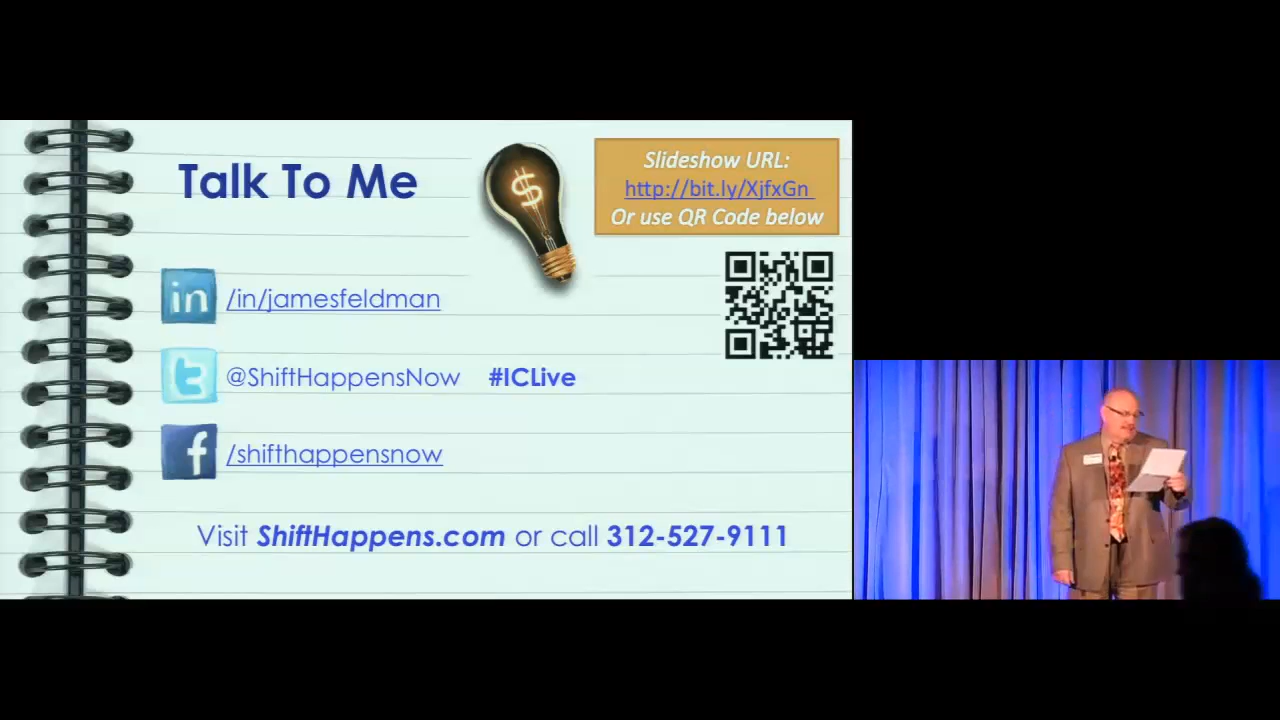 Talk To Me
Slideshow URL:
http://bit.ly/XjfxGn
Or use QR Code below
$
in /in/jamesfeldman
t @ShiftHappensNow #ICLive
f /shifthappensnow
Visit ShiftHappens.com or call 312-527-9111